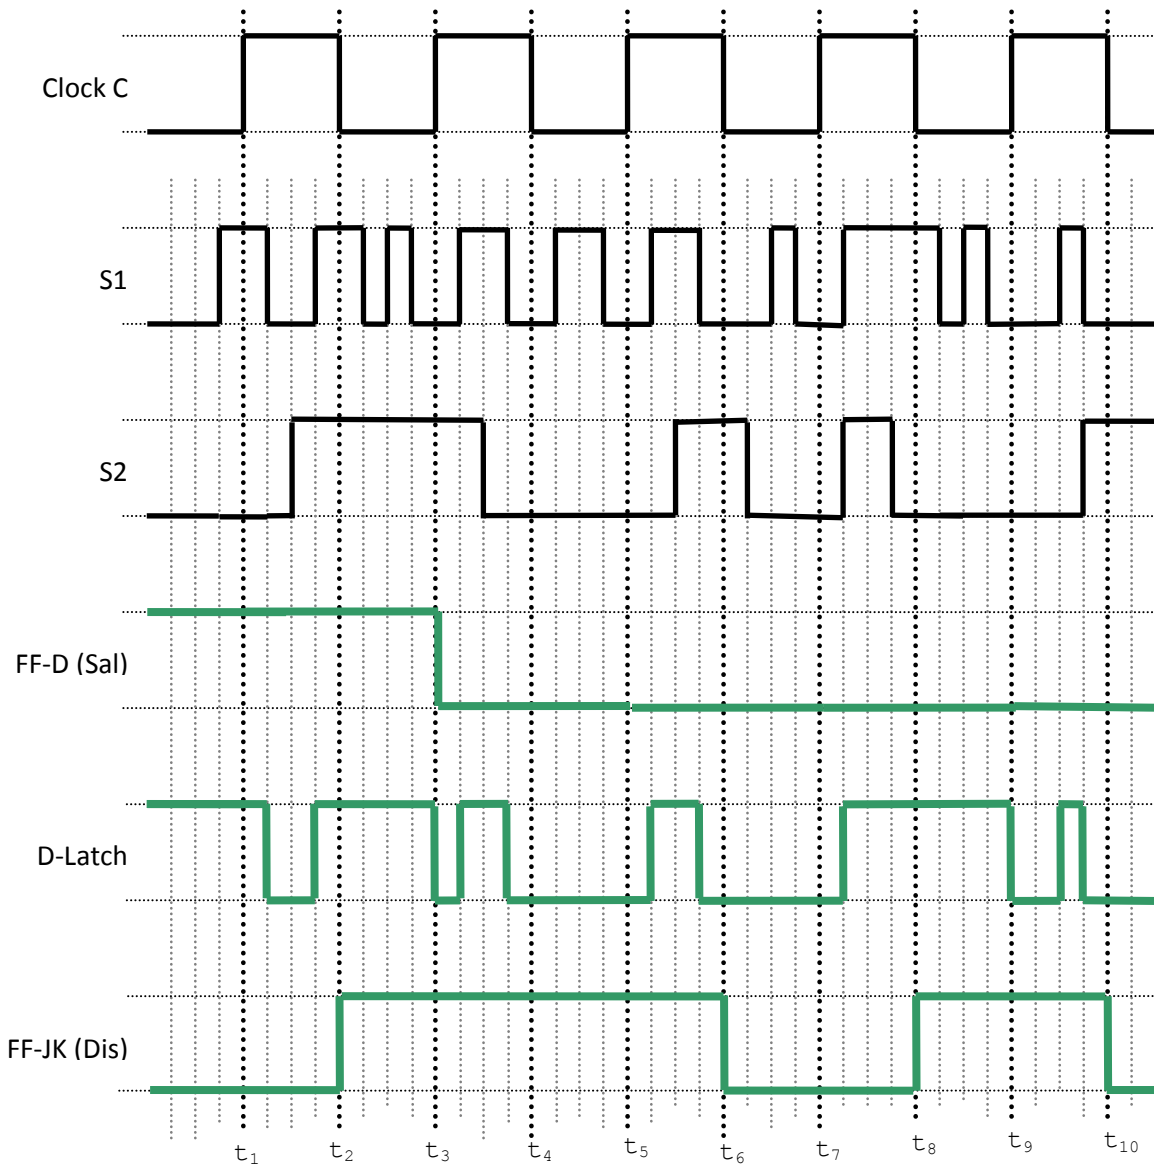 Clock C
S1
S2
FF-D (Sal)
D-Latch
FF-JK (Dis)
t1 t2 t3 t4 t5 t6 t7 t8 t9 t10